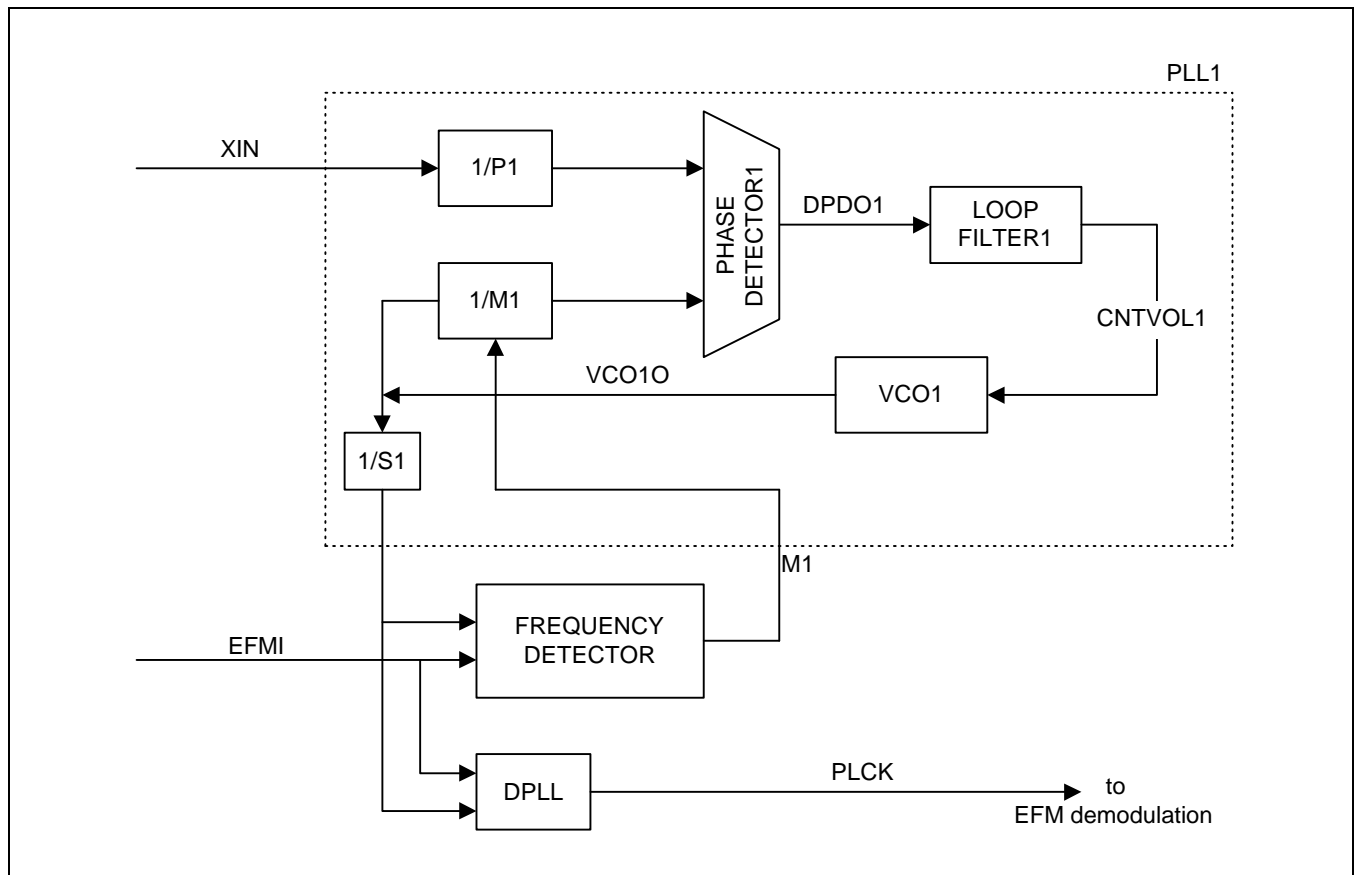 PLL1
XIN
1/P1
PHASE
DETECTOR1
DPDO1
LOOP
FILTER1
1/M1
CNTVOL1
VCO1O
VCO1
1/S1
M1
FREQUENCY
DETECTOR
EFMI
DPLL
PLCK
to
EFM demodulation